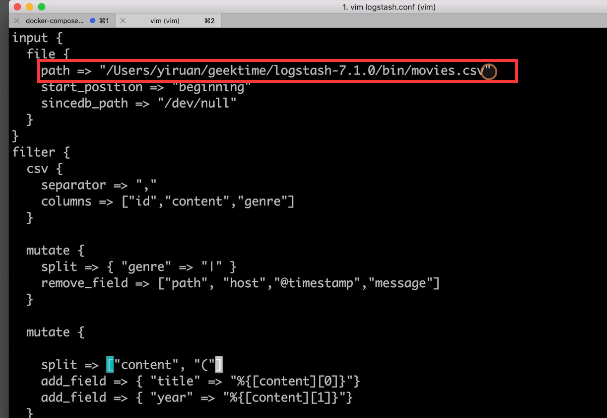 1. vim logstash.conf (vim)
docker-compose... ⌘1
vim (vim) ⌘2
input {
  file {
    path => "/Users/yiruan/geektime/logstash-7.1.0/bin/movies.csv"
    start_position => "beginning"
    sincedb_path => "/dev/null"
  }
}
filter {
  csv {
    separator => ","
    columns => ["id","content","genre"]
  }

  mutate {
    split => { "genre" => "|" }
    remove_field => ["path", "host","@timestamp","message"]
  }

  mutate {

    split => ["content", "("]
    add_field => { "title" => "%{[content][0]}"}
    add_field => { "year" => "%{[content][1]}"}
  }